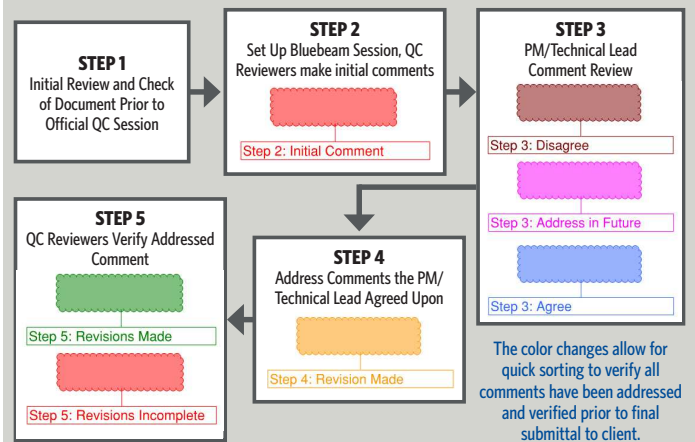 STEP 1
Initial Review and Check
of Document Prior to
Official QC Session
STEP 2
Set Up Bluebeam Session, QC
Reviewers make initial comments
Step 2: Initial Comment
STEP 3
PM/Technical Lead
Comment Review
Step 3: Disagree
Step 3: Address in Future
Step 3: Agree
STEP 4
Address Comments the PM/
Technical Lead Agreed Upon
Step 4: Revision Made
STEP 5
QC Reviewers Verify Addressed
Comment
Step 5: Revisions Made
Step 5: Revisions Incomplete
The color changes allow for
quick sorting to verify all
comments have been addressed
and verified prior to final
submittal to client.